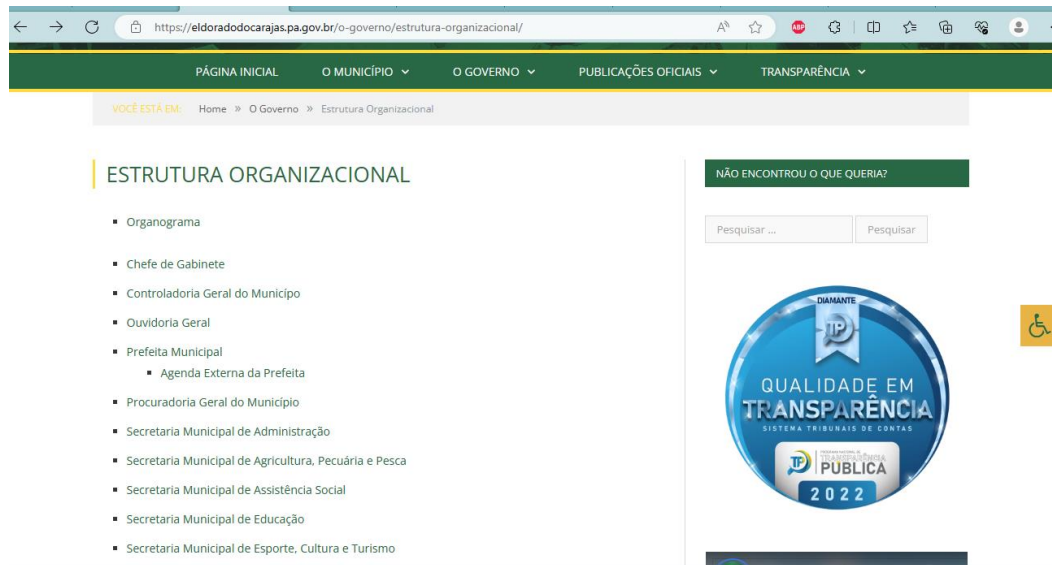 https://eldoradodocarajas.pa.gov.br/o-governo/estrutura-organizacional/
PÁGINA INICIAL O MUNICÍPIO O GOVERNO PUBLICAÇÕES OFICIAIS TRANSPARÊNCIA
VOCÊ ESTÁ EM: Home » O Governo » Estrutura Organizacional
ESTRUTURA ORGANIZACIONAL
Organograma
Chefe de Gabinete
Controladoria Geral do Municípo
Ouvidoria Geral
Prefeita Municipal
Agenda Externa da Prefeita
Procuradoria Geral do Município
Secretaria Municipal de Administração
Secretaria Municipal de Agricultura, Pecuária e Pesca
Secretaria Municipal de Assistência Social
Secretaria Municipal de Educação
Secretaria Municipal de Esporte, Cultura e Turismo
NÃO ENCONTROU O QUE QUERIA?
Pesquisar ... Pesquisar
DIAMANTE
TP
QUALIDADE EM
TRANSPARÊNCIA
SISTEMA TRIBUNAIS DE CONTAS
TP
PÚBLICA
2022